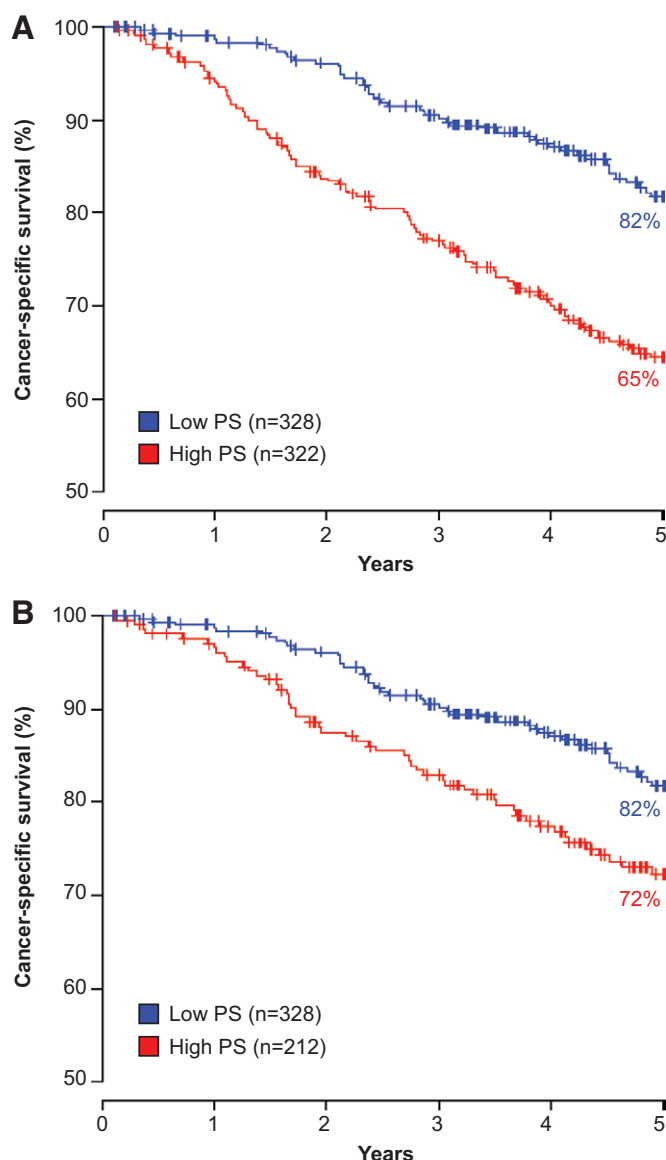 A
Cancer-specific survival (%)
100
90
80
70
60
50
82%
65%
Low PS (n=328)
High PS (n=322)
0 1 2 3 4 5
Years
B
Cancer-specific survival (%)
100
90
80
70
60
50
82%
72%
Low PS (n=328)
High PS (n=212)
0 1 2 3 4 5
Years